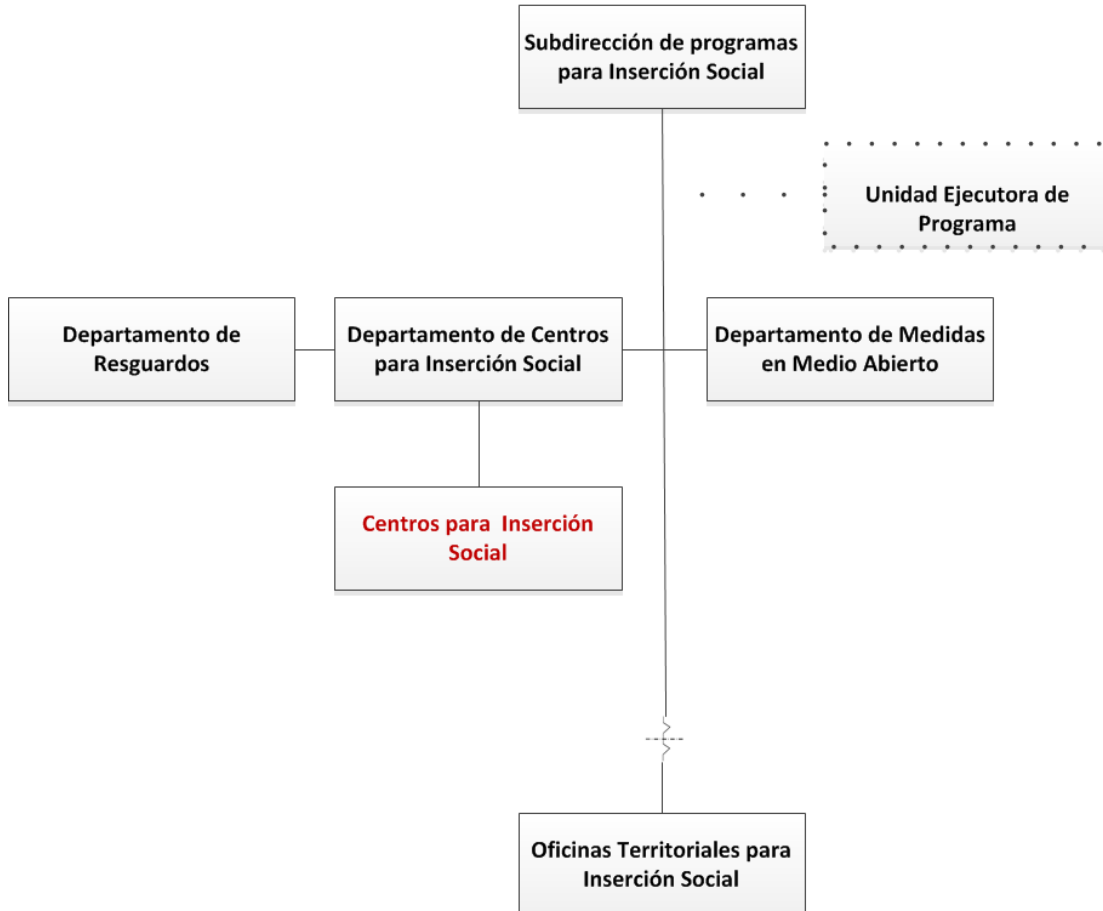 Subdirección de programas
para Inserción Social
Unidad Ejecutora de
Programa
Departamento de
Resguardos
Departamento de Centros
para Inserción Social
Departamento de Medidas
en Medio Abierto
Centros para  Inserción
Social
Oficinas Territoriales para
Inserción Social